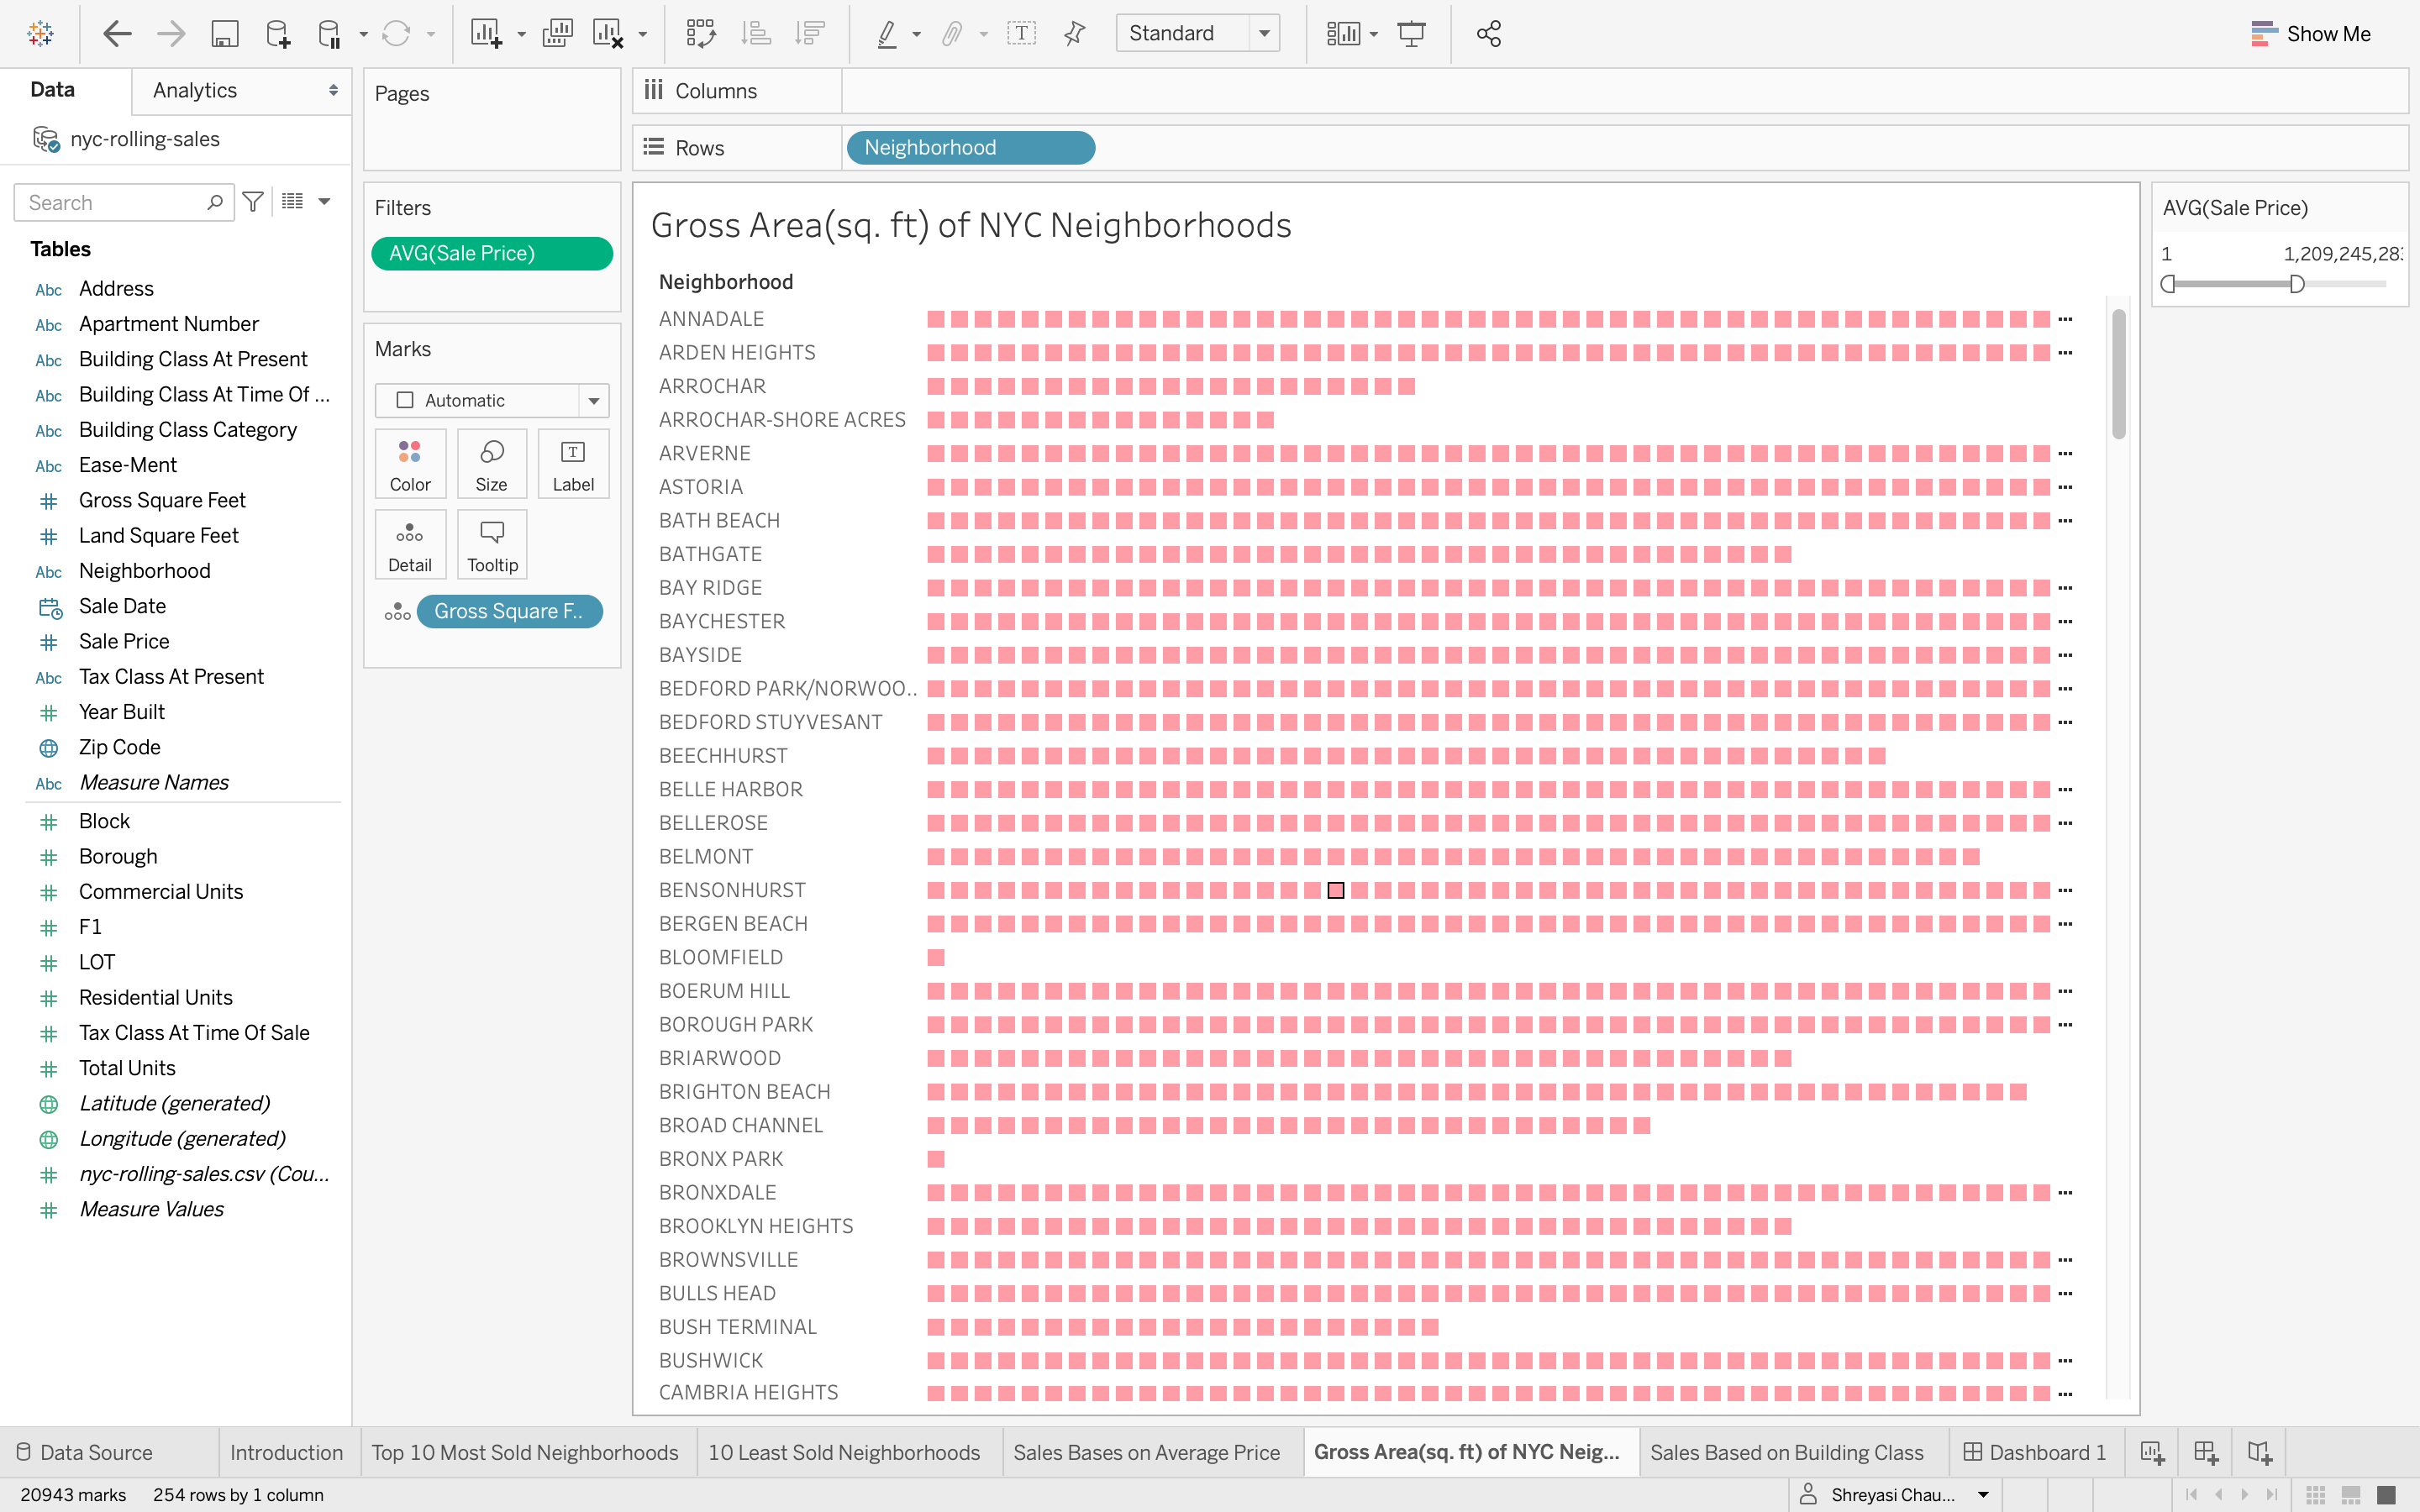 Standard
Show Me
Data
Analytics
nyc-rolling-sales
Search
Tables
Abc Address
Abc Apartment Number
Abc Building Class At Present
Abc Building Class At Time Of ...
Abc Building Class Category
Abc Ease-Ment
# Gross Square Feet
# Land Square Feet
Abc Neighborhood
Sale Date
# Sale Price
Abc Tax Class At Present
# Year Built
Zip Code
Abc Measure Names
# Block
# Borough
# Commercial Units
# F1
# LOT
# Residential Units
# Tax Class At Time Of Sale
# Total Units
Latitude (generated)
Longitude (generated)
# nyc-rolling-sales.csv (Cou...
# Measure Values
Pages
Filters
AVG(Sale Price)
Marks
Automatic
Color
Size
T
Label
Detail
Tooltip
Gross Square F..
Columns
Rows
Neighborhood
Gross Area(sq. ft) of NYC Neighborhoods
Neighborhood
ANNADALE
ARDEN HEIGHTS
ARROCHAR
ARROCHAR-SHORE ACRES
ARVERNE
ASTORIA
BATH BEACH
BATHGATE
BAY RIDGE
BAYCHESTER
BAYSIDE
BEDFORD PARK/NORWOO..
BEDFORD STUYVESANT
BEECHHURST
BELLE HARBOR
BELLEROSE
BELMONT
BENSONHURST
BERGEN BEACH
BLOOMFIELD
BOERUM HILL
BOROUGH PARK
BRIARWOOD
BRIGHTON BEACH
BROAD CHANNEL
BRONX PARK
BRONXDALE
BROOKLYN HEIGHTS
BROWNSVILLE
BULLS HEAD
BUSH TERMINAL
BUSHWICK
CAMBRIA HEIGHTS
AVG(Sale Price)
1
1,209,245,28
Data Source
Introduction
Top 10 Most Sold Neighborhoods
10 Least Sold Neighborhoods
Sales Bases on Average Price
Gross Area(sq. ft) of NYC Neig...
Sales Based on Building Class
Dashboard 1
20943 marks
254 rows by 1 column
Shreyasi Chau...